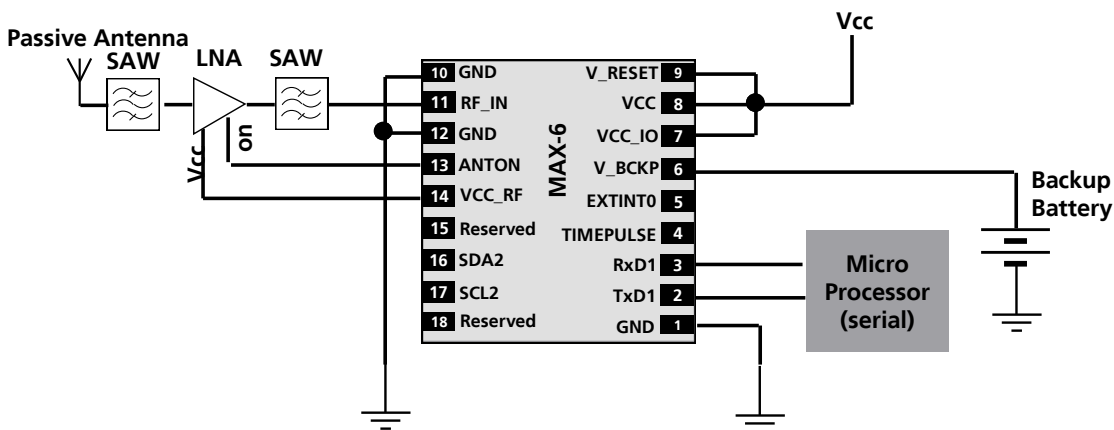 Passive Antenna
SAW
LNA
SAW
Vcc
on
Vcc
10 GND
11 RF_IN
12 GND
13 ANTON
14 VCC_RF
15 Reserved
16 SDA2
17 SCL2
18 Reserved
MAX-6
V_RESET 9
VCC 8
VCC_IO 7
V_BCKP 6
EXTINT0 5
TIMEPULSE 4
RxD1 3
TxD1 2
GND 1
Backup
Battery
Micro
Processor
(serial)